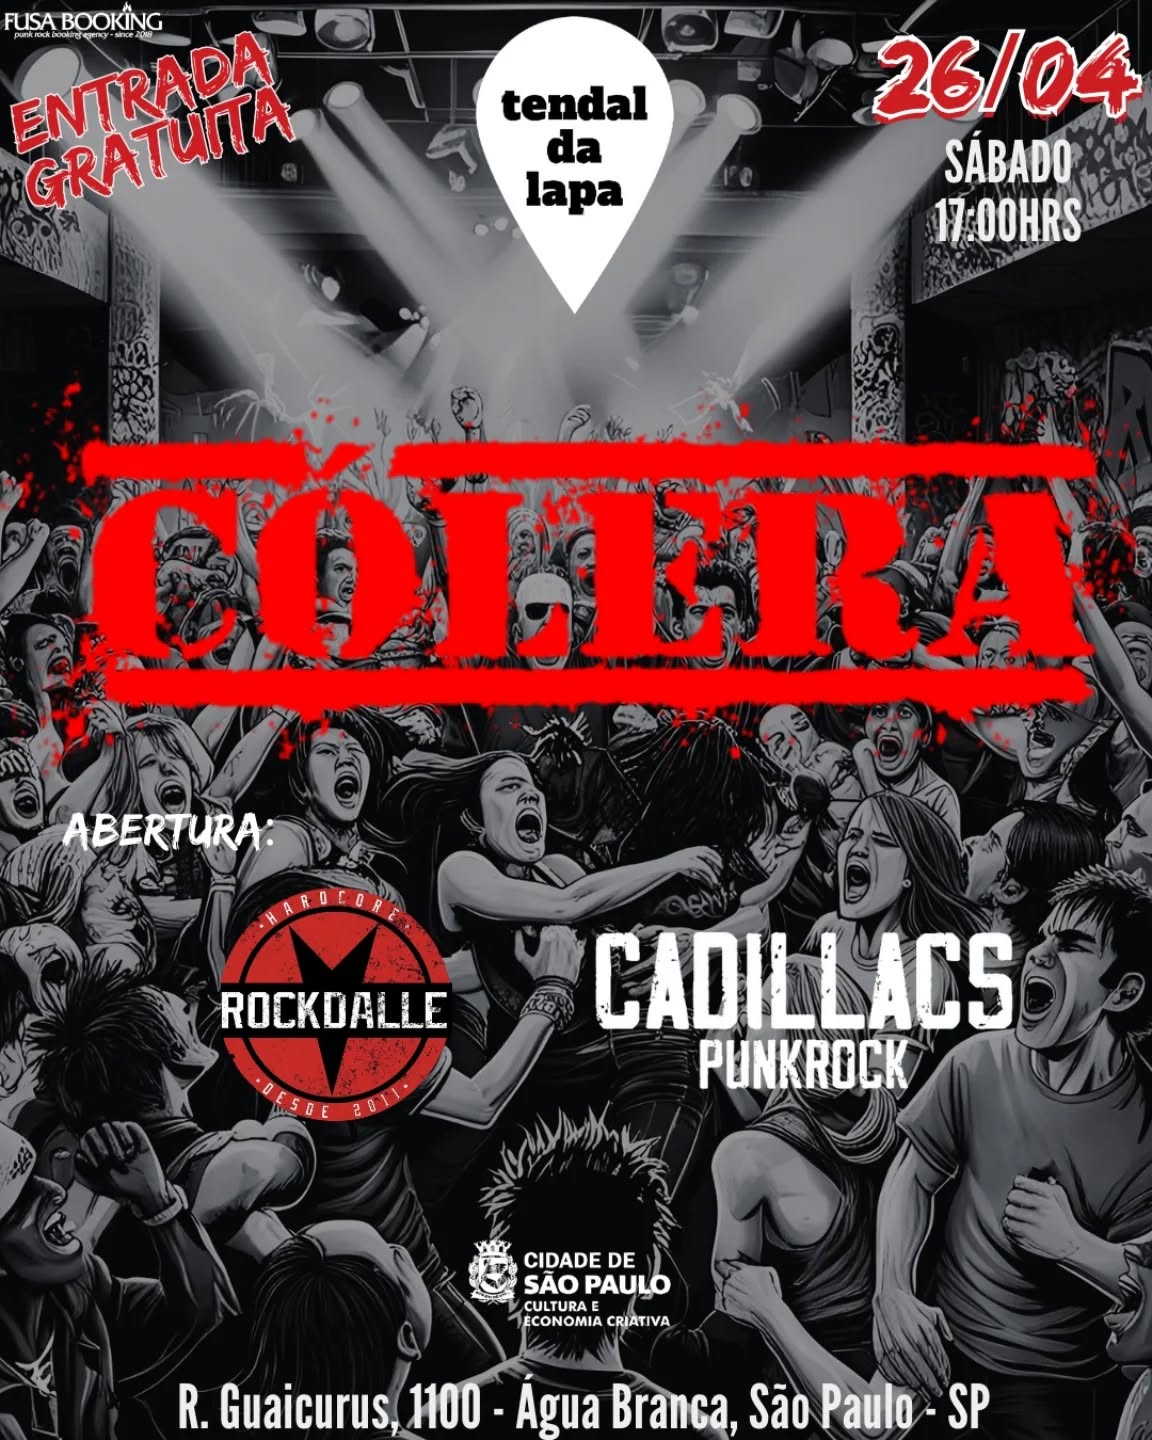 FUSA BOOKING
punk rock booking agency - since 2018
ENTRADA
GRATUITA
tendal
da
lapa
26/04
SÁBADO
17:00HRS
CÓLERA
ABERTURA:
HARDCORE
ROCKDALLE
DESDE 2011
CADILLACS
PUNKROCK
CIDADE DE
SÃO PAULO
CULTURA E
ECONOMIA CRIATIVA
R. Guaicurus, 1100 - Água Branca, São Paulo - SP